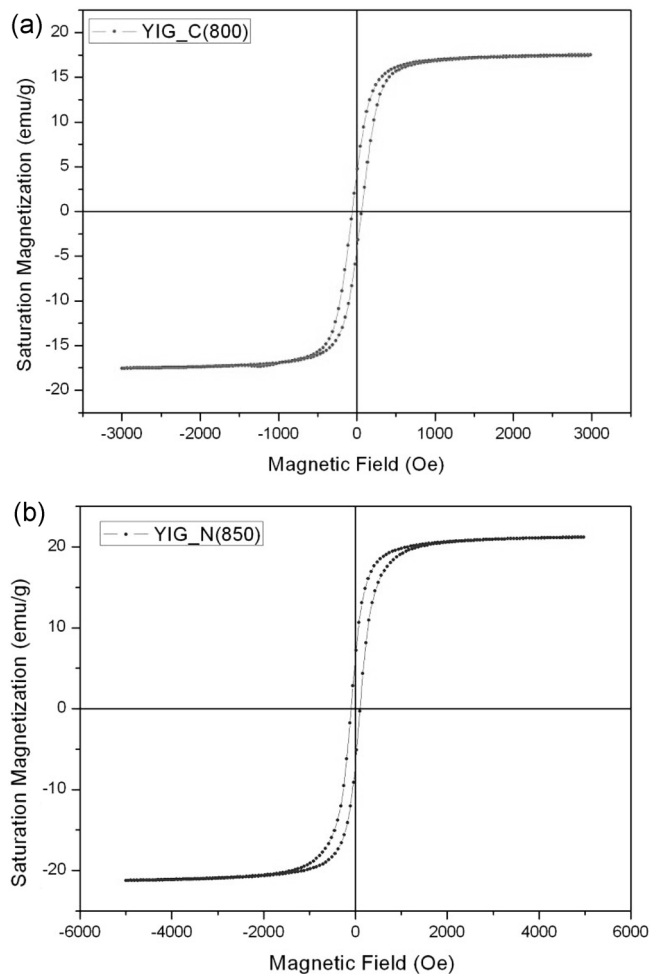 (a)
YIG_C(800)
20
15
10
5
0
-5
-10
-15
-20
Saturation Magnetization (emu/g)
-3000 -2000 -1000 0 1000 2000 3000
Magnetic Field (Oe)
(b)
YIG_N(850)
20
10
0
-10
-20
Saturation Magnetization (emu/g)
-6000 -4000 -2000 0 2000 4000 6000
Magnetic Field (Oe)